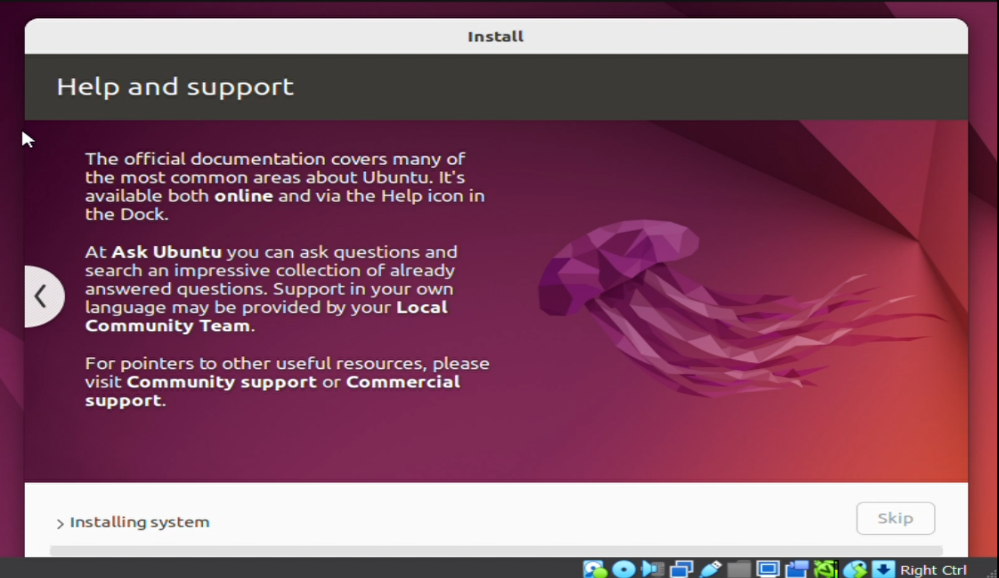 Install
Help and support
The official documentation covers many of
the most common areas about Ubuntu. It's
available both online and via the Help icon in
the Dock.
At Ask Ubuntu you can ask questions and
search an impressive collection of already
answered questions. Support in your own
language may be provided by your Local
Community Team.
For pointers to other useful resources, please
visit Community support or Commercial
support.
Installing system
Skip
Right Ctrl